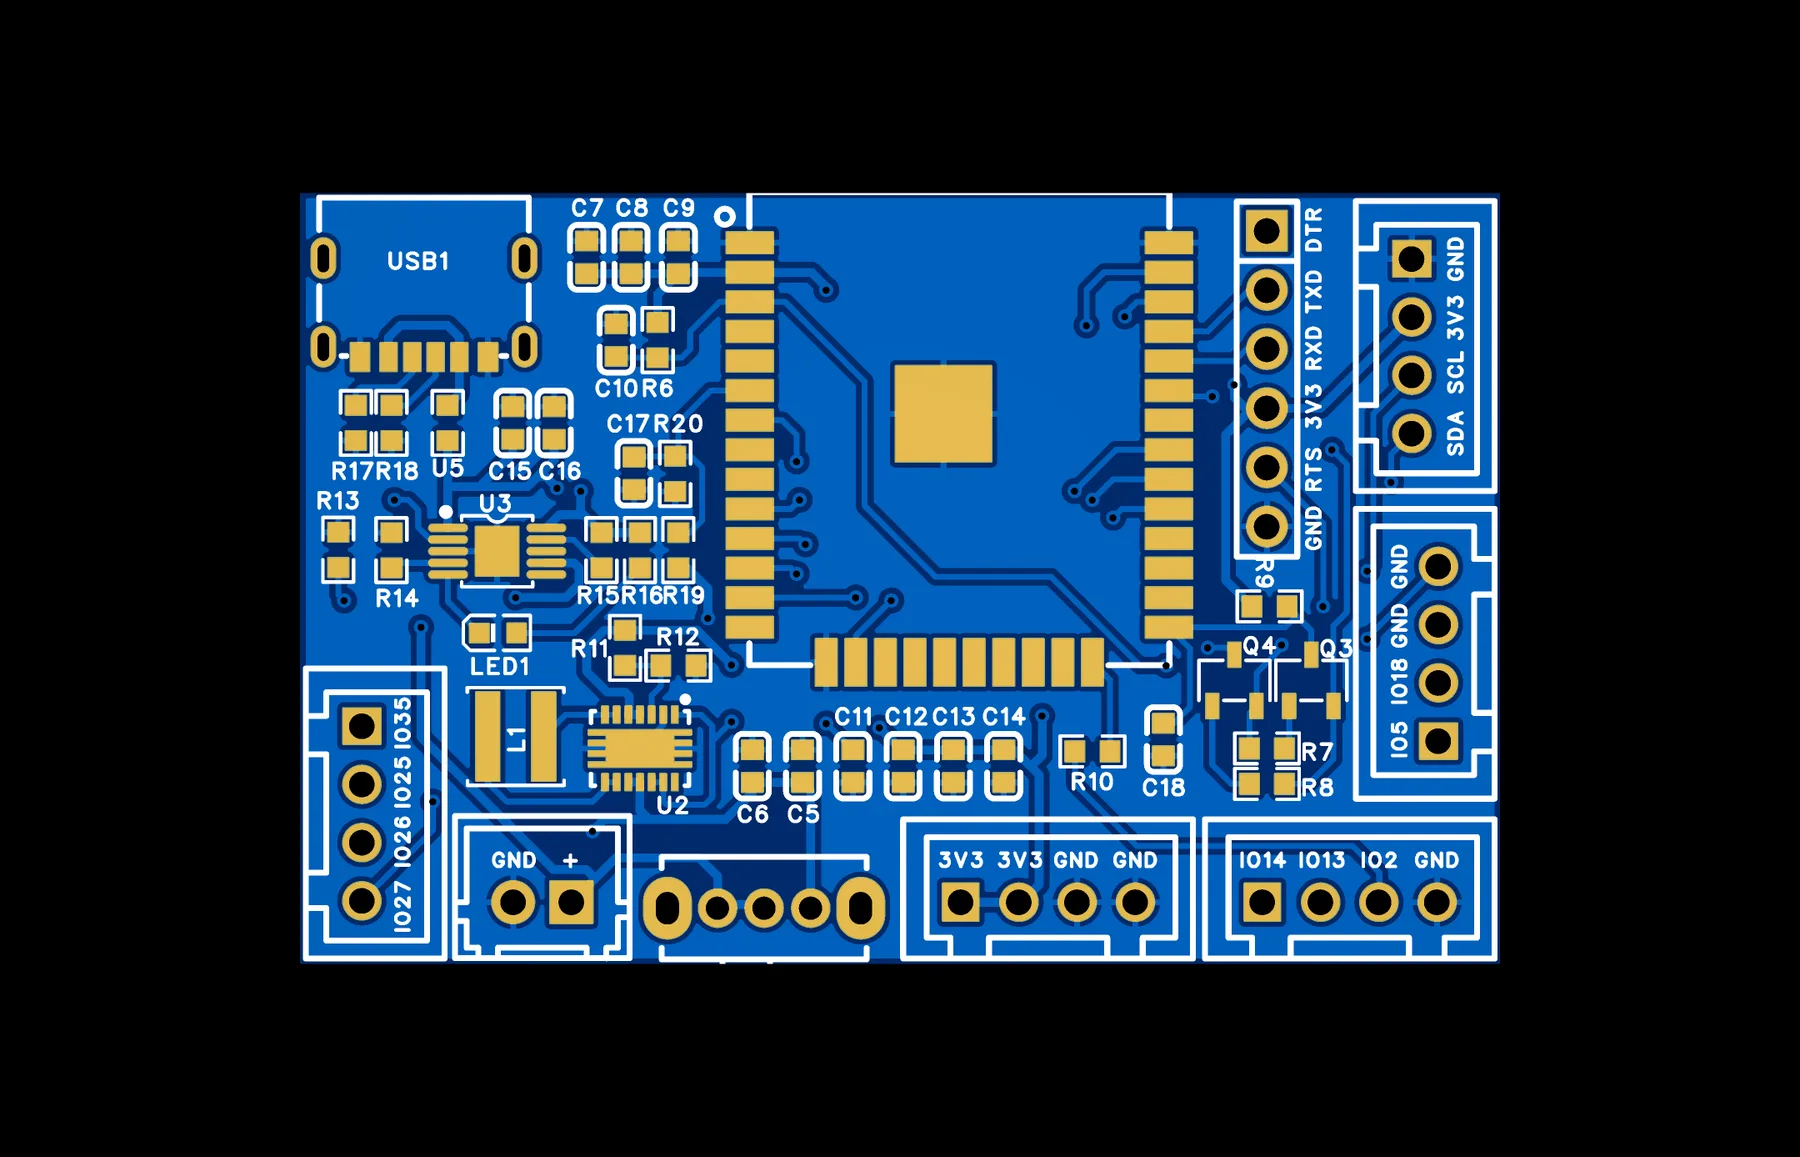 C7 C8 C9
USB1
C10 R6
C17 R20
R17 R18 U5 C15 C16
R13
U3
R14
R15 R16 R19
LED1
R11
R12
L1
U2
C6 C5
C11 C12 C13 C14
R10
C18
R9
Q4 Q3
R7
R8
DTR
TXD
RXD
3V3
RTS
GND
GND
3V3
SCL
SDA
GND
GND
IO18
IO5
IO35
IO25
IO26
IO27
GND +
3V3 3V3 GND GND
IO14 IO13 IO2 GND